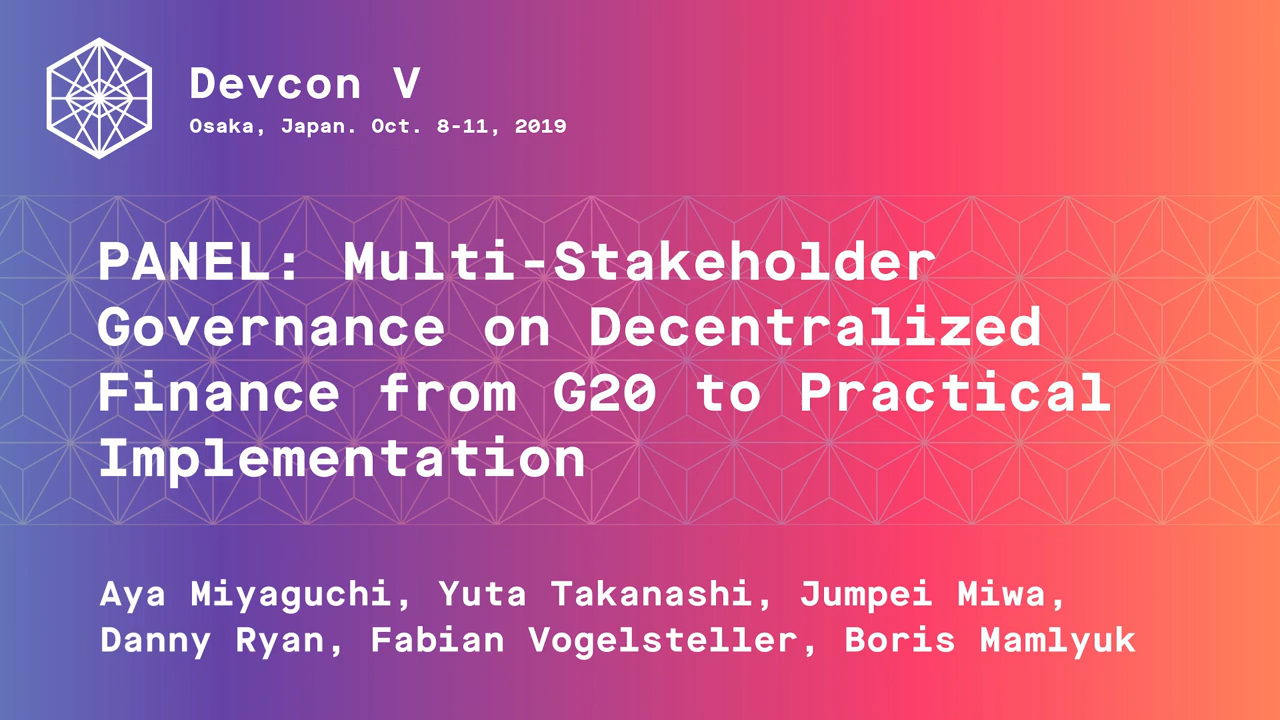 Devcon V
Osaka, Japan. Oct. 8-11, 2019
PANEL: Multi-Stakeholder
Governance on Decentralized
Finance from G20 to Practical
Implementation
Aya Miyaguchi, Yuta Takanashi, Jumpei Miwa,
Danny Ryan, Fabian Vogelsteller, Boris Mamlyuk